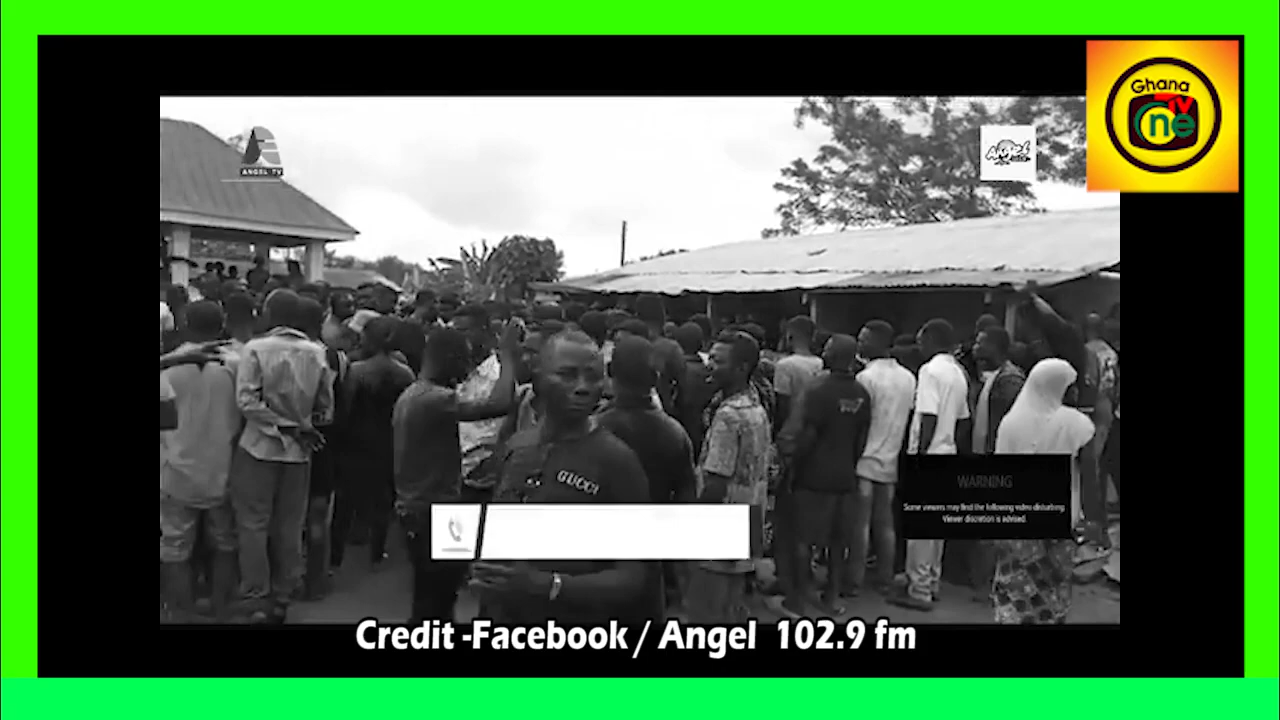 Ghana
TV
One
ANGEL TV
ANGEL
GUCCI
WARNING
Some viewers may find the following video disturbing.
Viewer discretion is advised.
Credit -Facebook / Angel 102.9 fm